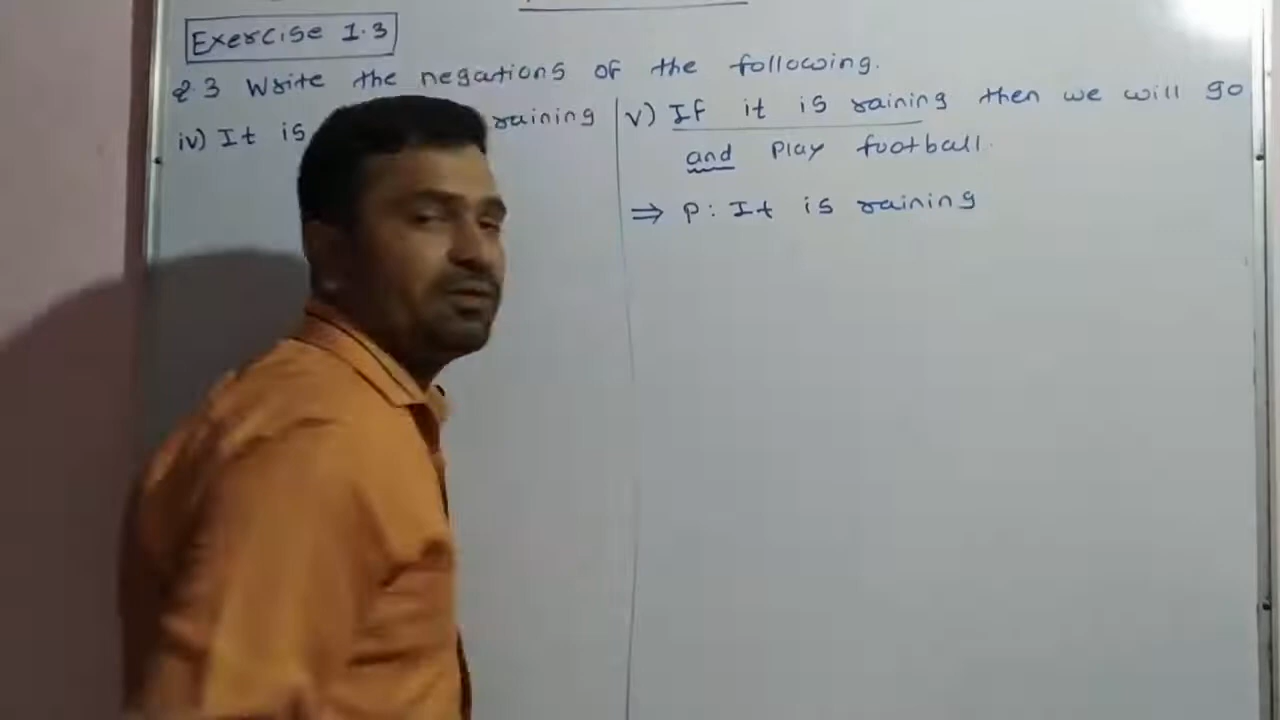 Exercise 1.3
Q.3 Write the negations of the following.
iv) It is raining
v) If it is raining then we will go
and play football.
⇒ p: It is raining